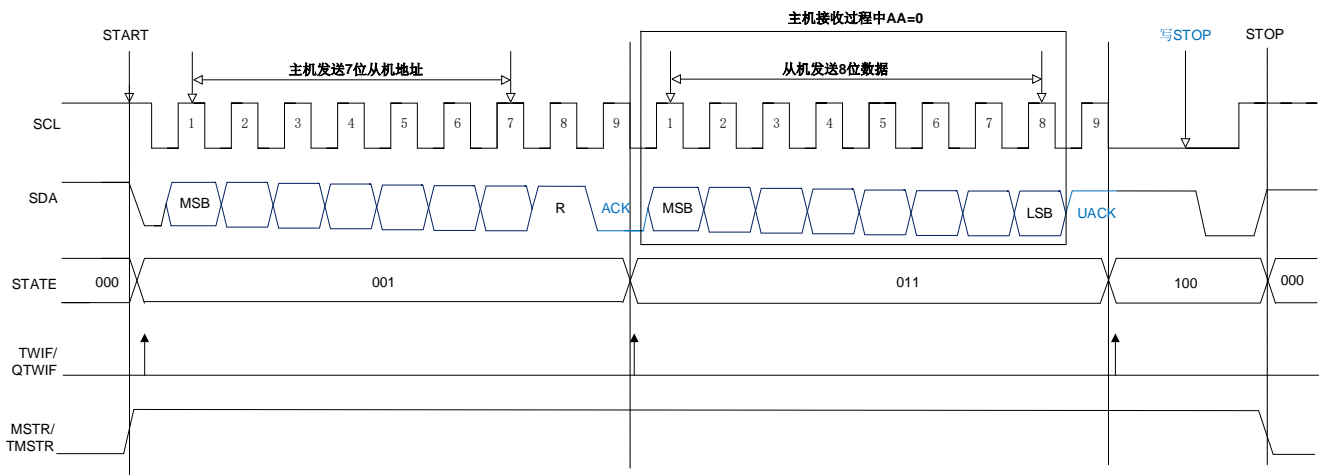 主机接收过程中AA=0
START
写STOP
STOP
主机发送7位从机地址
从机发送8位数据
SCL
1 2 3 4 5 6 7 8 9 1 2 3 4 5 6 7 8 9
SDA
MSB R ACK MSB LSB UACK
STATE
000 001 011 100 000
TWIF/
QTWIF
MSTR/
TMSTR